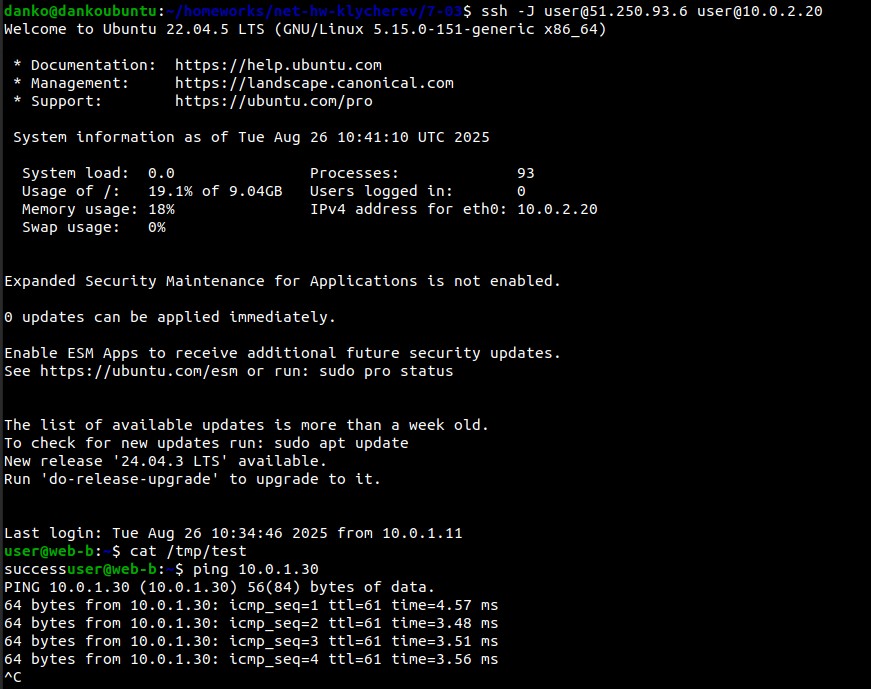 danko@dankoubuntu:~/homeworks/net-hw-klycherev/7-03$ ssh -J user@51.250.93.6 user@10.0.2.20
Welcome to Ubuntu 22.04.5 LTS (GNU/Linux 5.15.0-151-generic x86_64)
* Documentation:  https://help.ubuntu.com
* Management:     https://landscape.canonical.com
* Support:        https://ubuntu.com/pro
System information as of Tue Aug 26 10:41:10 UTC 2025
System load:  0.0               Processes:             93
Usage of /:   19.1% of 9.04GB   Users logged in:       0
Memory usage: 18%               IPv4 address for eth0: 10.0.2.20
Swap usage:   0%
Expanded Security Maintenance for Applications is not enabled.
0 updates can be applied immediately.
Enable ESM Apps to receive additional future security updates.
See https://ubuntu.com/esm or run: sudo pro status
The list of available updates is more than a week old.
To check for new updates run: sudo apt update
New release '24.04.3 LTS' available.
Run 'do-release-upgrade' to upgrade to it.
Last login: Tue Aug 26 10:34:46 2025 from 10.0.1.11
user@web-b:~$ cat /tmp/test
successuser@web-b:~$ ping 10.0.1.30
PING 10.0.1.30 (10.0.1.30) 56(84) bytes of data.
64 bytes from 10.0.1.30: icmp_seq=1 ttl=61 time=4.57 ms
64 bytes from 10.0.1.30: icmp_seq=2 ttl=61 time=3.48 ms
64 bytes from 10.0.1.30: icmp_seq=3 ttl=61 time=3.51 ms
64 bytes from 10.0.1.30: icmp_seq=4 ttl=61 time=3.56 ms
^C